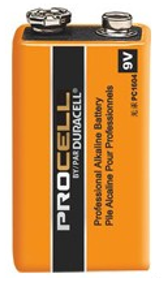 PROCELL
BY/PAR DURACELL
Professional Alkaline Battery
Pile Alcaline Pour Professionnels
PC1604
9V